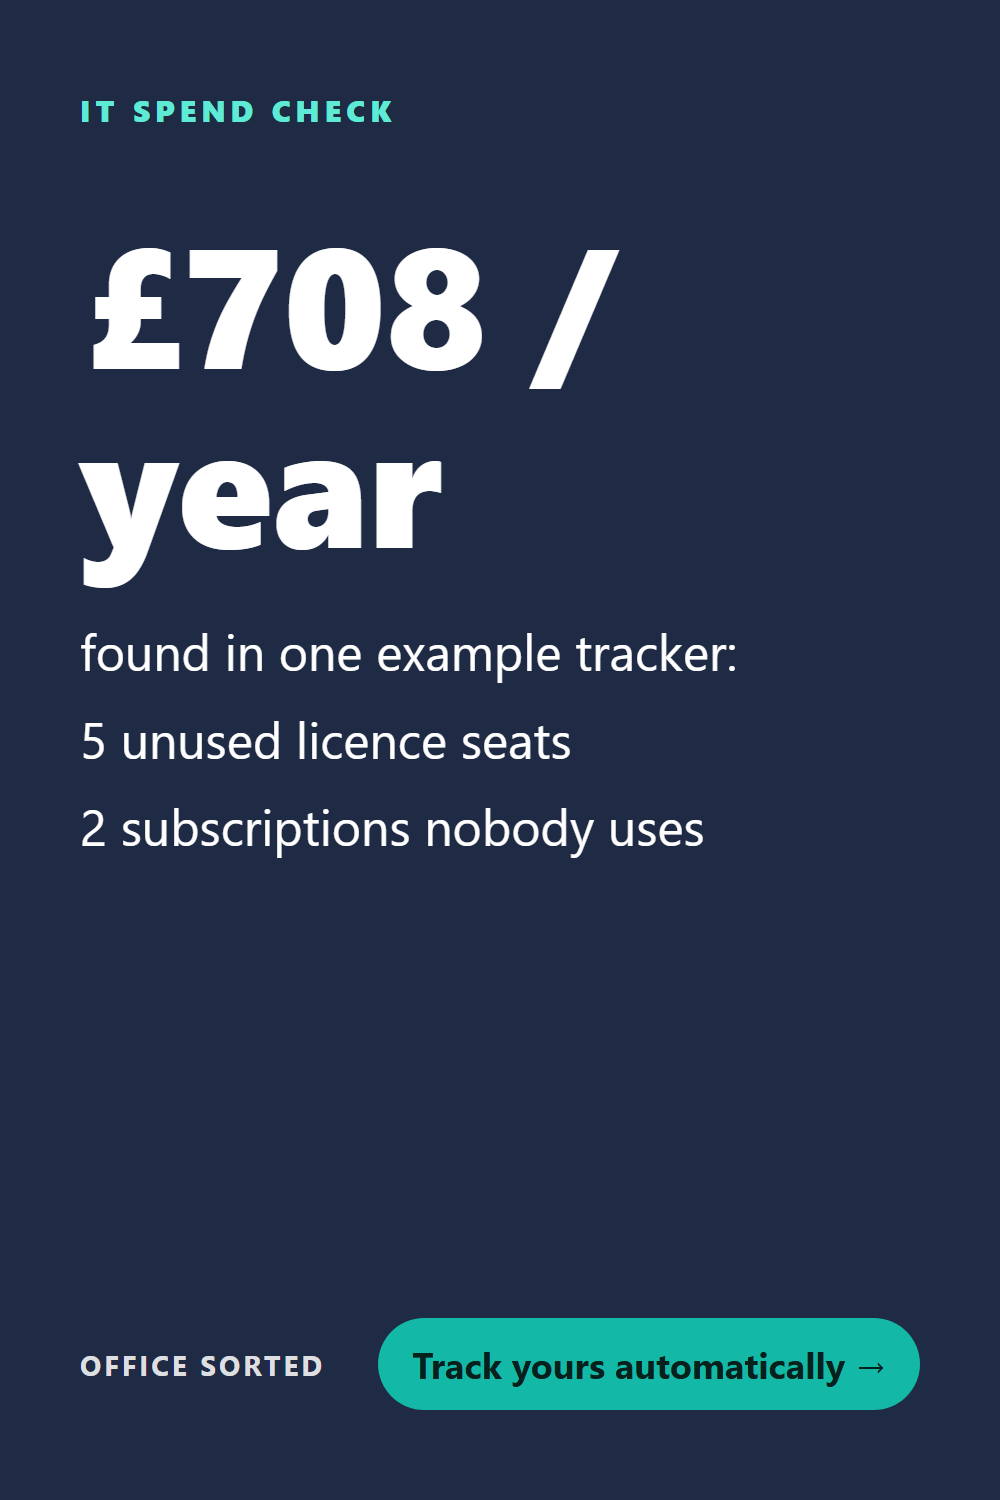 IT SPEND CHECK
£708 /
year
found in one example tracker:
5 unused licence seats
2 subscriptions nobody uses
OFFICE SORTED
Track yours automatically →